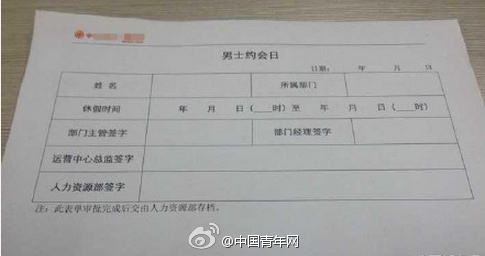 中
男士约会日
日期： 年 月 日
姓名 所属部门
休假时间 年 月 日（___时）至 年 月 日（___时）
部门主管签字 部门经理签字
运营中心总监签字
人力资源部签字
注：此表单审批完成后交由人力资源部存档。
@中国青年网